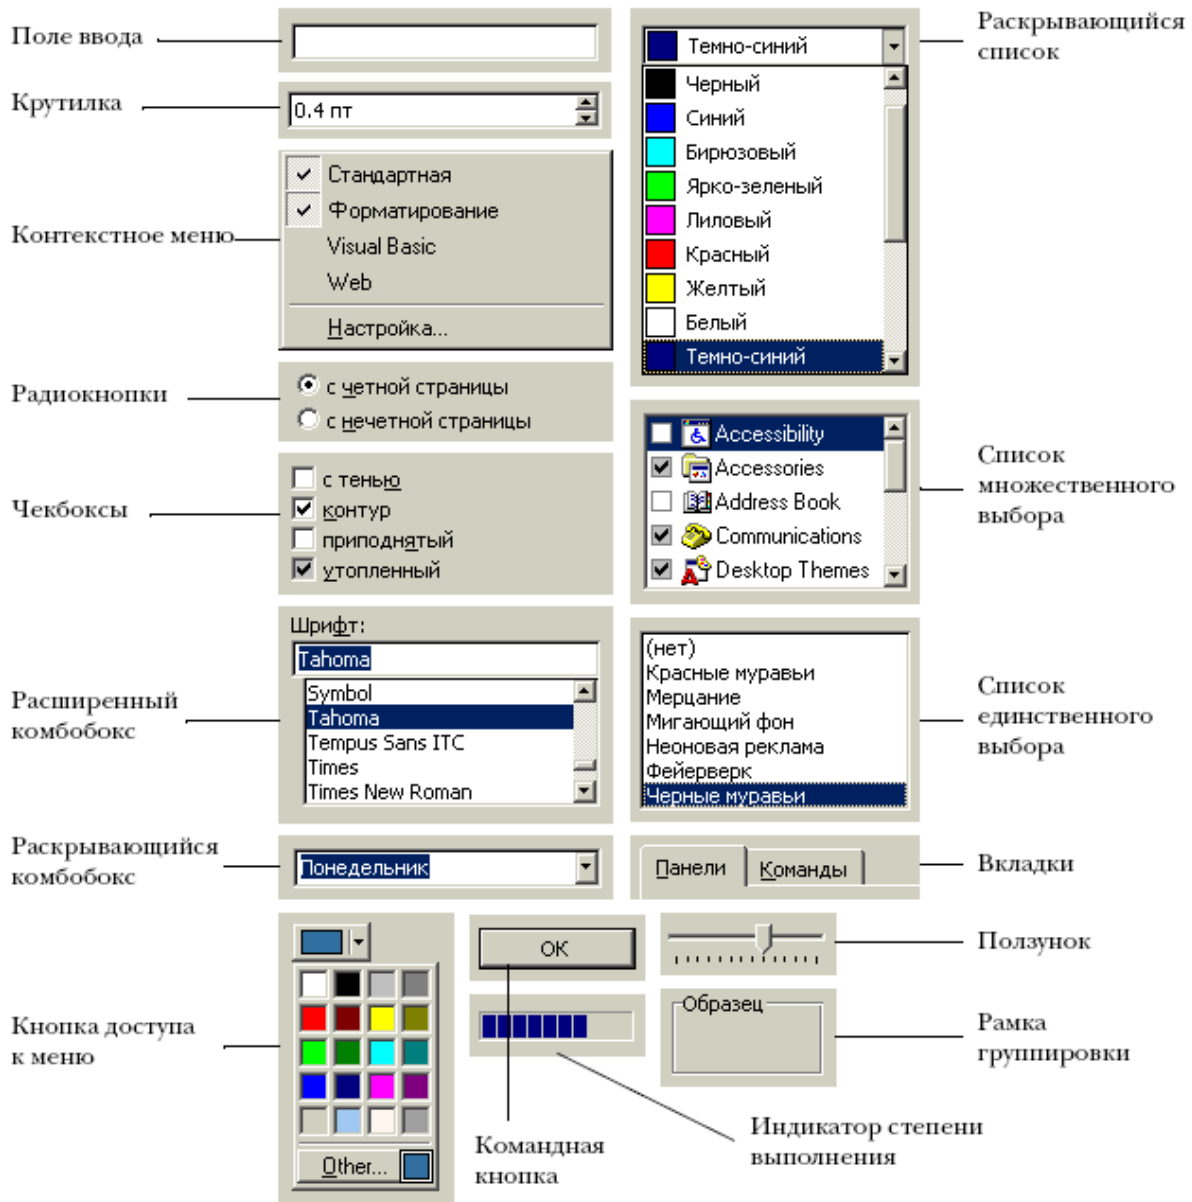 Поле ввода
Крутилка
0.4 пт
Контекстное меню
Стандартная
Форматирование
Visual Basic
Web
Настройка...
Радиокнопки
с четной страницы
с нечетной страницы
Чекбоксы
с тенью
контур
приподнятый
утопленный
Расширенный
комбобокс
Шрифт:
Tahoma
Symbol
Tahoma
Tempus Sans ITC
Times
Times New Roman
Раскрывающийся
комбобокс
Понедельник
Кнопка доступа
к меню
Other...
Раскрывающийся
список
Темно-синий
Черный
Синий
Бирюзовый
Ярко-зеленый
Лиловый
Красный
Желтый
Белый
Темно-синий
Accessibility
Accessories
Address Book
Communications
Desktop Themes
Список
множественного
выбора
(нет)
Красные муравьи
Мерцание
Мигающий фон
Неоновая реклама
Фейерверк
Черные муравьи
Список
единственного
выбора
Панели
Команды
Вкладки
OK
Командная
кнопка
Ползунок
Образец
Рамка
группировки
Индикатор степени
выполнения